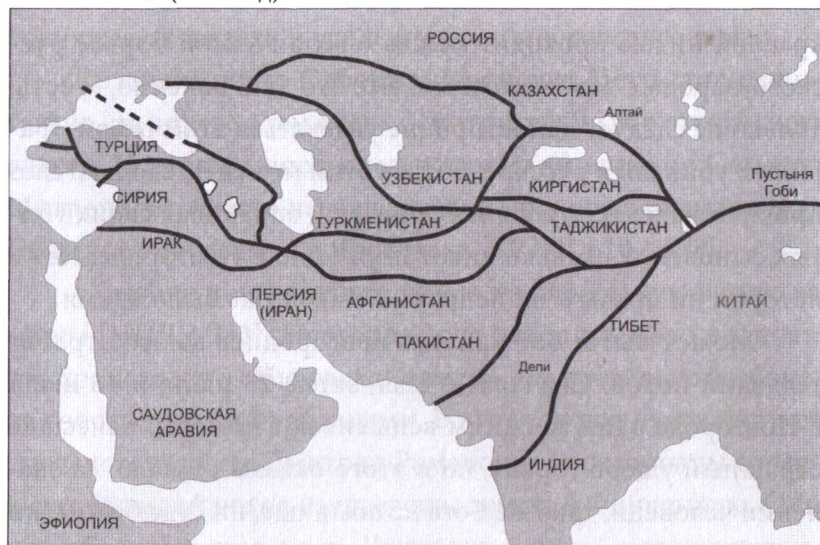 РОССИЯ
КАЗАХСТАН
Алтай
ТУРЦИЯ
УЗБЕКИСТАН
КИРГИСТАН
Пустыня
Гоби
СИРИЯ
ТУРКМЕНИСТАН
ТАДЖИКИСТАН
ИРАК
ПЕРСИЯ
(ИРАН)
АФГАНИСТАН
КИТАЙ
ТИБЕТ
ПАКИСТАН
Дели
САУДОВСКАЯ
АРАВИЯ
ИНДИЯ
ЭФИОПИЯ